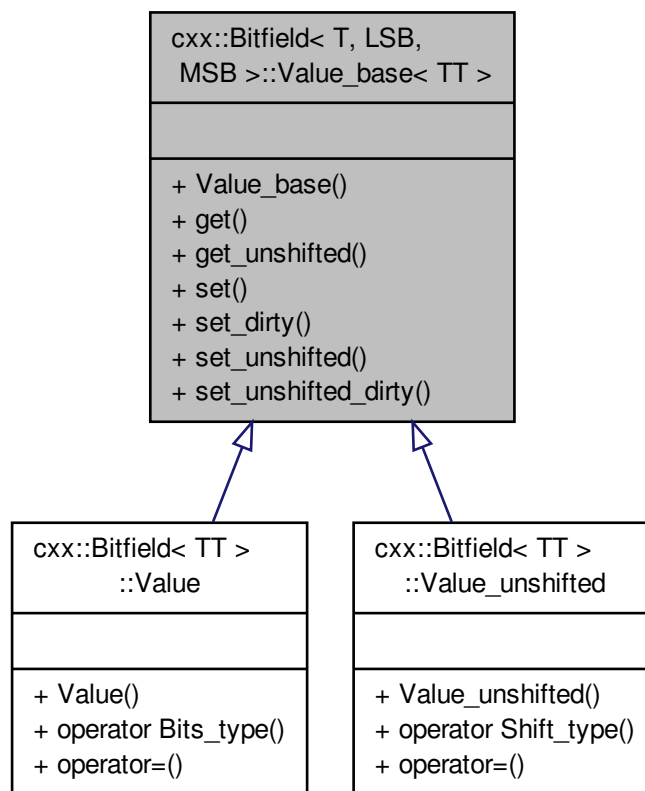 cxx::Bitfield< T, LSB,
MSB >::Value_base< TT >
+ Value_base()
+ get()
+ get_unshifted()
+ set()
+ set_dirty()
+ set_unshifted()
+ set_unshifted_dirty()
cxx::Bitfield< TT >
::Value
+ Value()
+ operator Bits_type()
+ operator=()
cxx::Bitfield< TT >
::Value_unshifted
+ Value_unshifted()
+ operator Shift_type()
+ operator=()